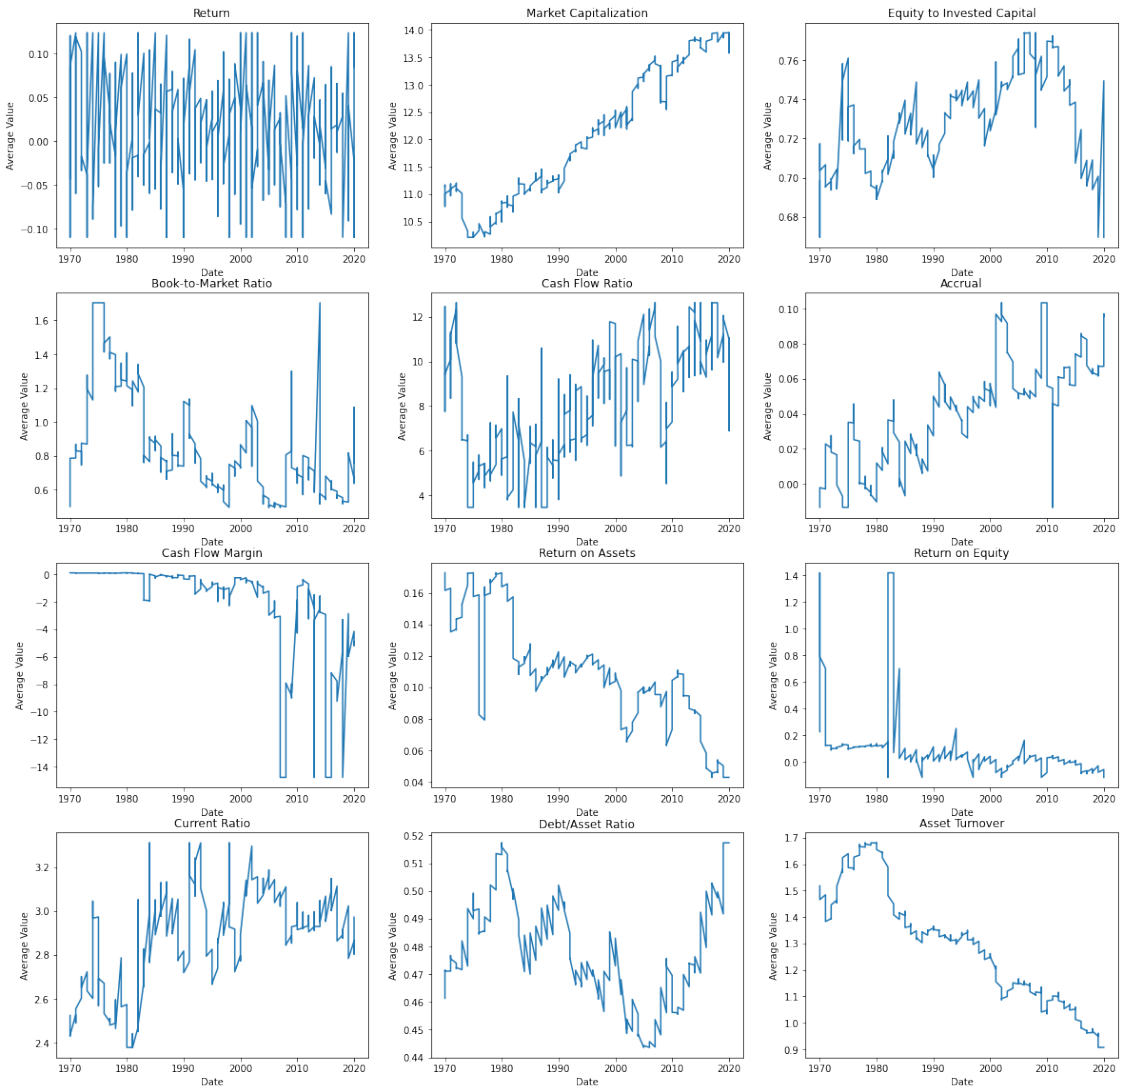 Return
Average Value
0.10
0.05
0.00
−0.05
−0.10
1970 1980 1990 2000 2010 2020
Date
Market Capitalization
Average Value
14.0
13.5
13.0
12.5
12.0
11.5
11.0
10.5
1970 1980 1990 2000 2010 2020
Date
Equity to Invested Capital
Average Value
0.76
0.74
0.72
0.70
0.68
1970 1980 1990 2000 2010 2020
Date
Book-to-Market Ratio
Average Value
1.6
1.4
1.2
1.0
0.8
0.6
1970 1980 1990 2000 2010 2020
Date
Cash Flow Ratio
Average Value
12
10
8
6
4
1970 1980 1990 2000 2010 2020
Date
Accrual
Average Value
0.10
0.08
0.06
0.04
0.02
0.00
1970 1980 1990 2000 2010 2020
Date
Cash Flow Margin
Average Value
0
−2
−4
−6
−8
−10
−12
−14
1970 1980 1990 2000 2010 2020
Date
Return on Assets
Average Value
0.16
0.14
0.12
0.10
0.08
0.06
0.04
1970 1980 1990 2000 2010 2020
Date
Return on Equity
Average Value
1.4
1.2
1.0
0.8
0.6
0.4
0.2
0.0
1970 1980 1990 2000 2010 2020
Date
Current Ratio
Average Value
3.2
3.0
2.8
2.6
2.4
1970 1980 1990 2000 2010 2020
Date
Debt/Asset Ratio
Average Value
0.52
0.51
0.50
0.49
0.48
0.47
0.46
0.45
0.44
1970 1980 1990 2000 2010 2020
Date
Asset Turnover
Average Value
1.7
1.6
1.5
1.4
1.3
1.2
1.1
1.0
0.9
1970 1980 1990 2000 2010 2020
Date